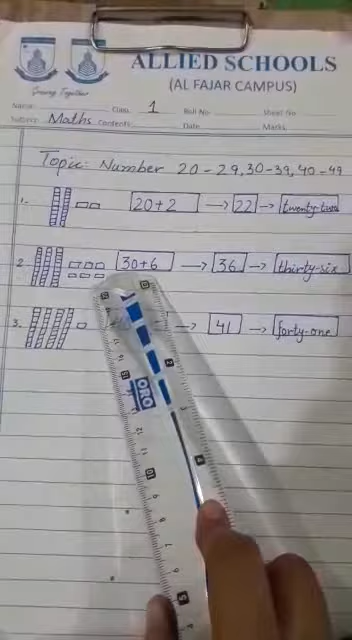 ALLIED SCHOOLS
Growing Together
(AL FAJAR CAMPUS)
Name: Class 1 Roll No. Sheet No.
Subject: Maths Contents: Date Marks
Topic: Number 20-29,30-39,40-49
1. 20+2 → 22 → twenty-two
2. 30+6 → 36 → thirty-six
3. → 41 → forty-one
ORO